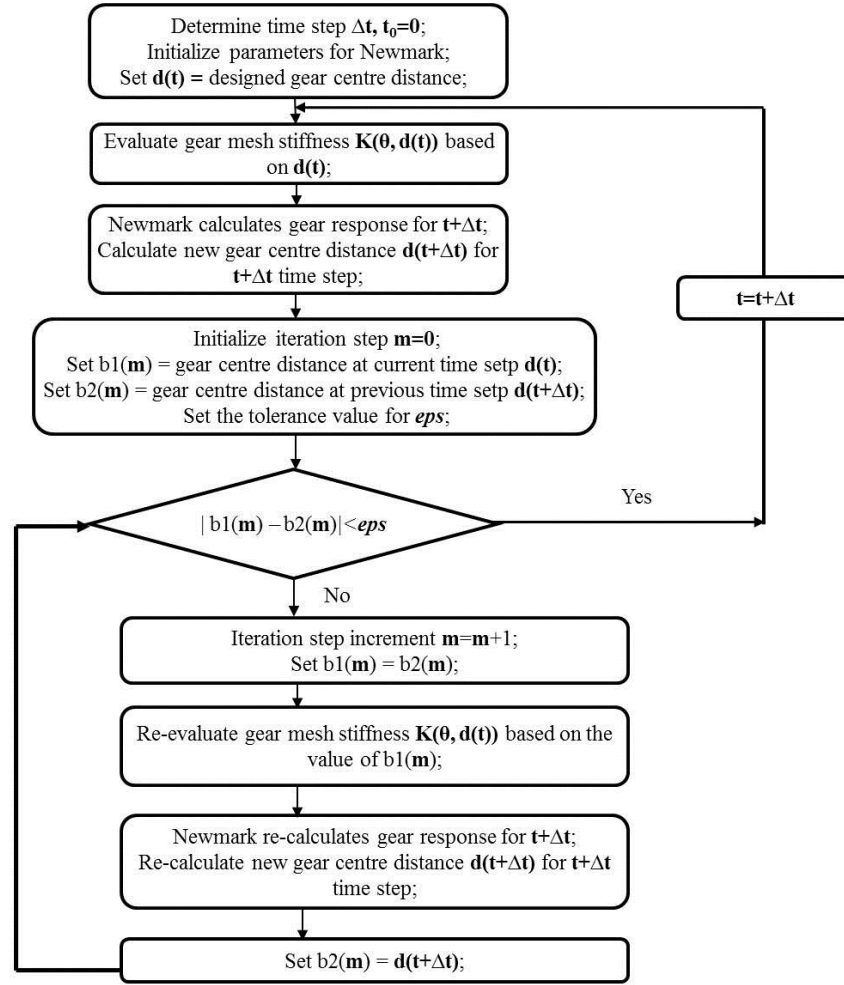 Determine time step Δt, t₀=0;
Initialize parameters for Newmark;
Set d(t) = designed gear centre distance;
Evaluate gear mesh stiffness K(θ, d(t)) based
on d(t);
Newmark calculates gear response for t+Δt;
Calculate new gear centre distance d(t+Δt) for
t+Δt time step;
t=t+Δt
Initialize iteration step m=0;
Set b1(m) = gear centre distance at current time setp d(t);
Set b2(m) = gear centre distance at previous time setp d(t+Δt);
Set the tolerance value for eps;
| b1(m) – b2(m)|<eps
Yes
No
Iteration step increment m=m+1;
Set b1(m) = b2(m);
Re-evaluate gear mesh stiffness K(θ, d(t)) based on the
value of b1(m);
Newmark re-calculates gear response for t+Δt;
Re-calculate new gear centre distance d(t+Δt) for t+Δt
time step;
Set b2(m) = d(t+Δt);